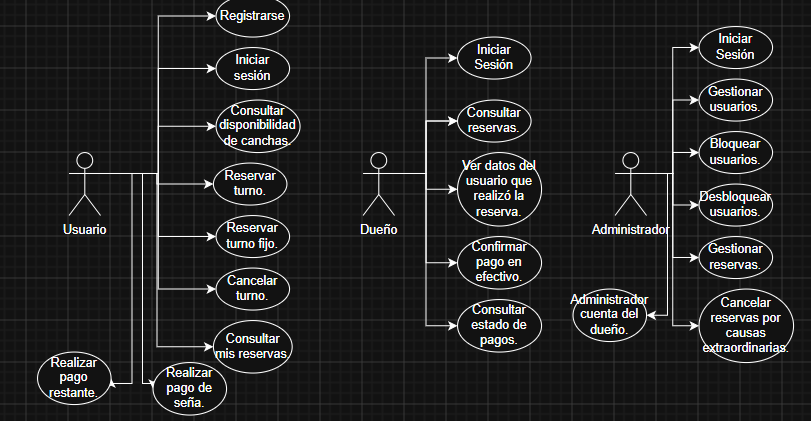 Registrarse
Iniciar
sesión
Consultar
disponibilidad
de canchas.
Reservar
turno.
Reservar
turno fijo.
Cancelar
turno.
Consultar
mis reservas.
Realizar
pago de
seña.
Realizar
pago
restante.
Usuario
Iniciar
Sesión
Consultar
reservas.
Ver datos del
usuario que
realizó la
reserva.
Confirmar
pago en
efectivo.
Consultar
estado de
pagos.
Dueño
Iniciar
Sesión
Gestionar
usuarios.
Bloquear
usuarios.
Desbloquear
usuarios.
Gestionar
reservas.
Cancelar
reservas por
causas
extraordinarias.
Administrador
cuenta del
dueño.
Administrador